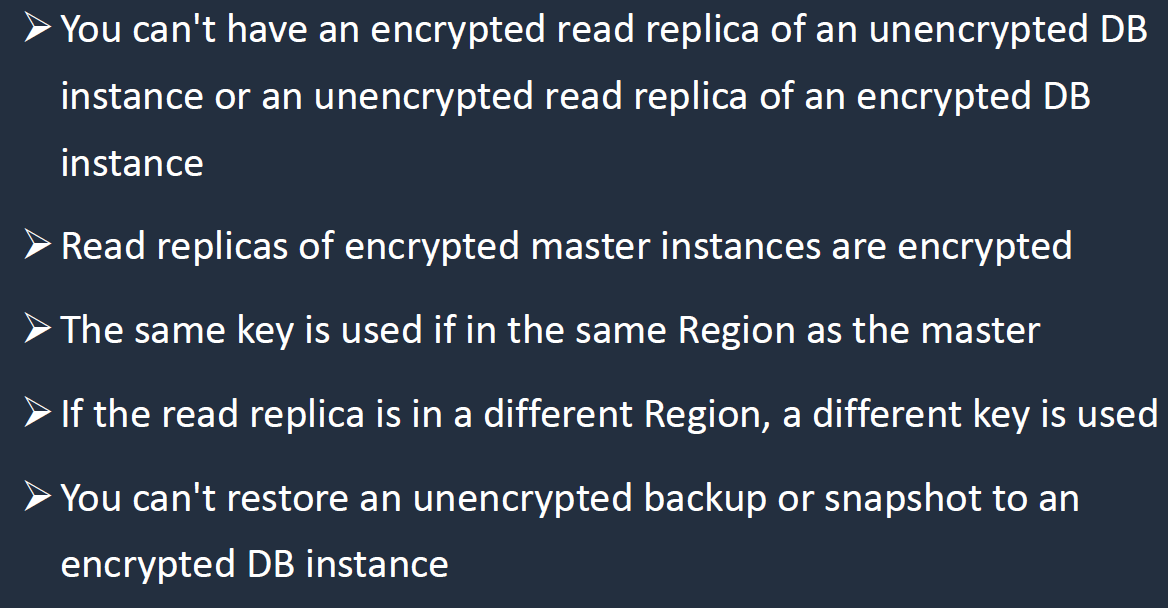 ➢ You can't have an encrypted read replica of an unencrypted DB
instance or an unencrypted read replica of an encrypted DB
instance
➢ Read replicas of encrypted master instances are encrypted
➢ The same key is used if in the same Region as the master
➢ If the read replica is in a different Region, a different key is used
➢ You can't restore an unencrypted backup or snapshot to an
encrypted DB instance